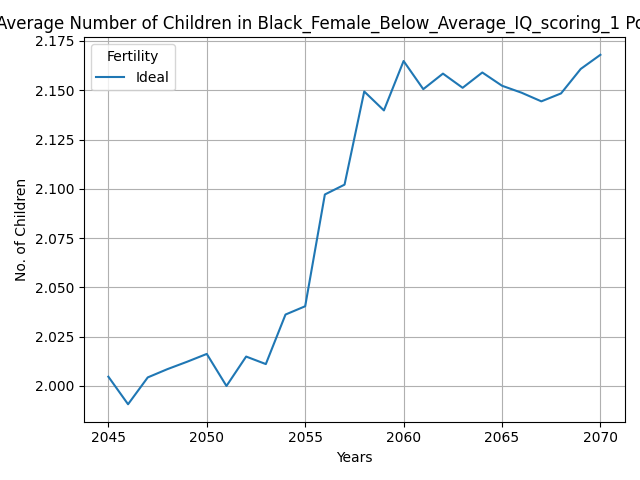 Average Number of Children in Black_Female_Below_Average_IQ_scoring_1 Po
Fertility
Ideal
No. of Children
2.175
2.150
2.125
2.100
2.075
2.050
2.025
2.000
2045 2050 2055 2060 2065 2070
Years